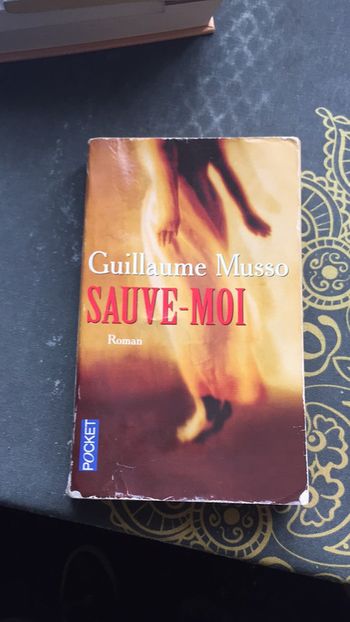 Guillaume Musso
SAUVE-MOI
Roman
POCKET